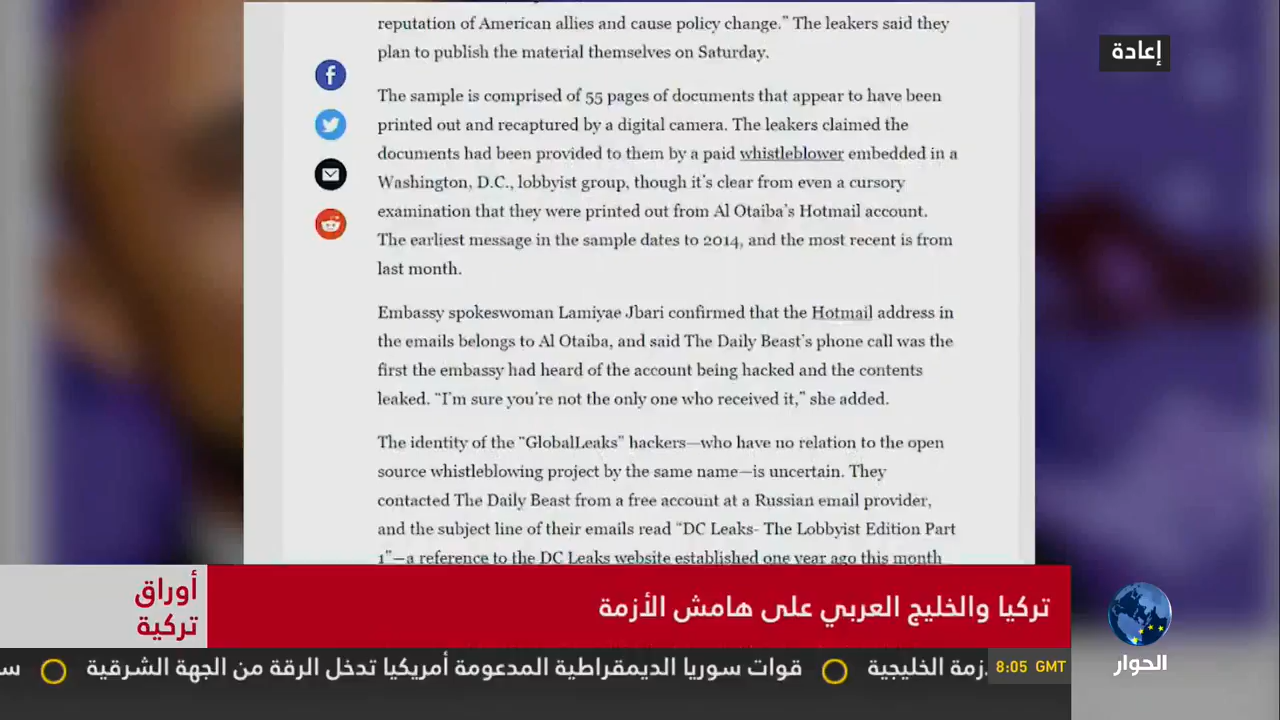 reputation of American allies and cause policy change.” The leakers said they
plan to publish the material themselves on Saturday.
إعادة
The sample is comprised of 55 pages of documents that appear to have been
printed out and recaptured by a digital camera. The leakers claimed the
documents had been provided to them by a paid whistleblower embedded in a
Washington, D.C., lobbyist group, though it’s clear from even a cursory
examination that they were printed out from Al Otaiba’s Hotmail account.
The earliest message in the sample dates to 2014, and the most recent is from
last month.
Embassy spokeswoman Lamiyae Jbari confirmed that the Hotmail address in
the emails belongs to Al Otaiba, and said The Daily Beast’s phone call was the
first the embassy had heard of the account being hacked and the contents
leaked. “I’m sure you’re not the only one who received it,” she added.
The identity of the “GlobalLeaks” hackers—who have no relation to the open
source whistleblowing project by the same name—is uncertain. They
contacted The Daily Beast from a free account at a Russian email provider,
and the subject line of their emails read “DC Leaks- The Lobbyist Edition Part
1”—a reference to the DC Leaks website established one year ago this month
تركيا والخليج العربي على هامش الأزمة
أوراق
تركية
الحوار
8:05 GMT
زمة الخليجية
قوات سوريا الديمقراطية المدعومة أمريكيا تدخل الرقة من الجهة الشرقية